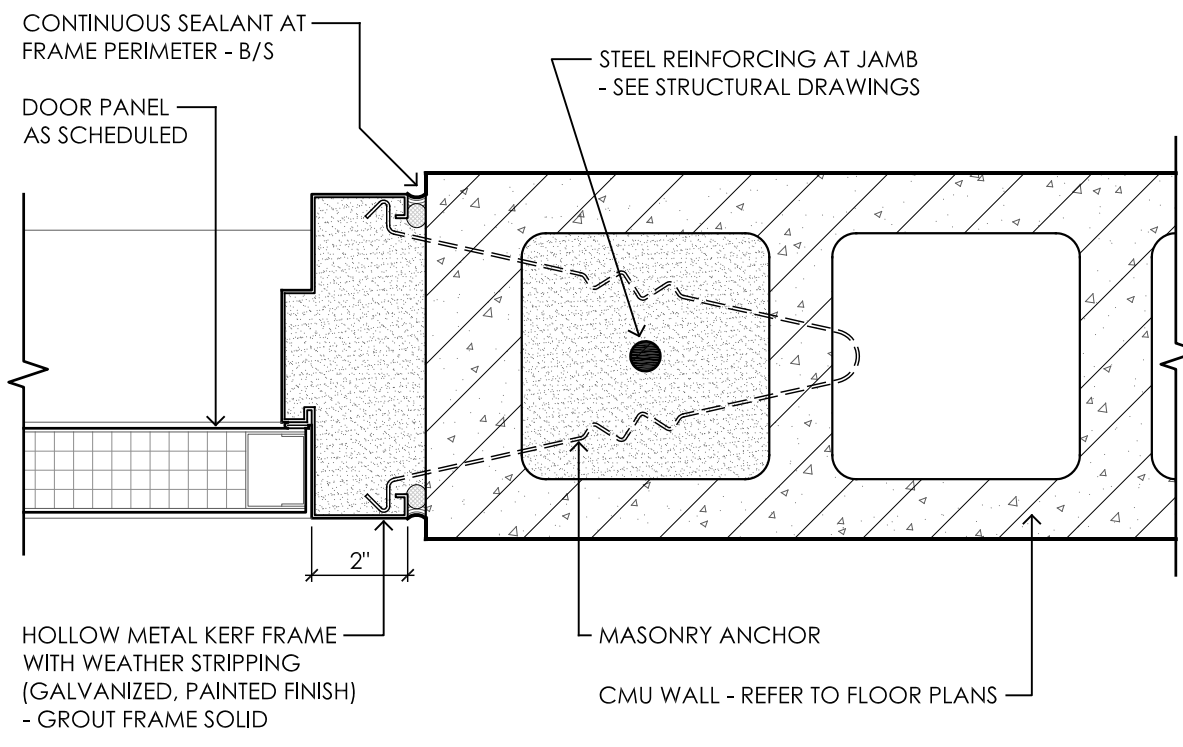 CONTINUOUS SEALANT AT
FRAME PERIMETER - B/S
DOOR PANEL
AS SCHEDULED
STEEL REINFORCING AT JAMB
- SEE STRUCTURAL DRAWINGS
2"
HOLLOW METAL KERF FRAME
WITH WEATHER STRIPPING
(GALVANIZED, PAINTED FINISH)
- GROUT FRAME SOLID
MASONRY ANCHOR
CMU WALL - REFER TO FLOOR PLANS